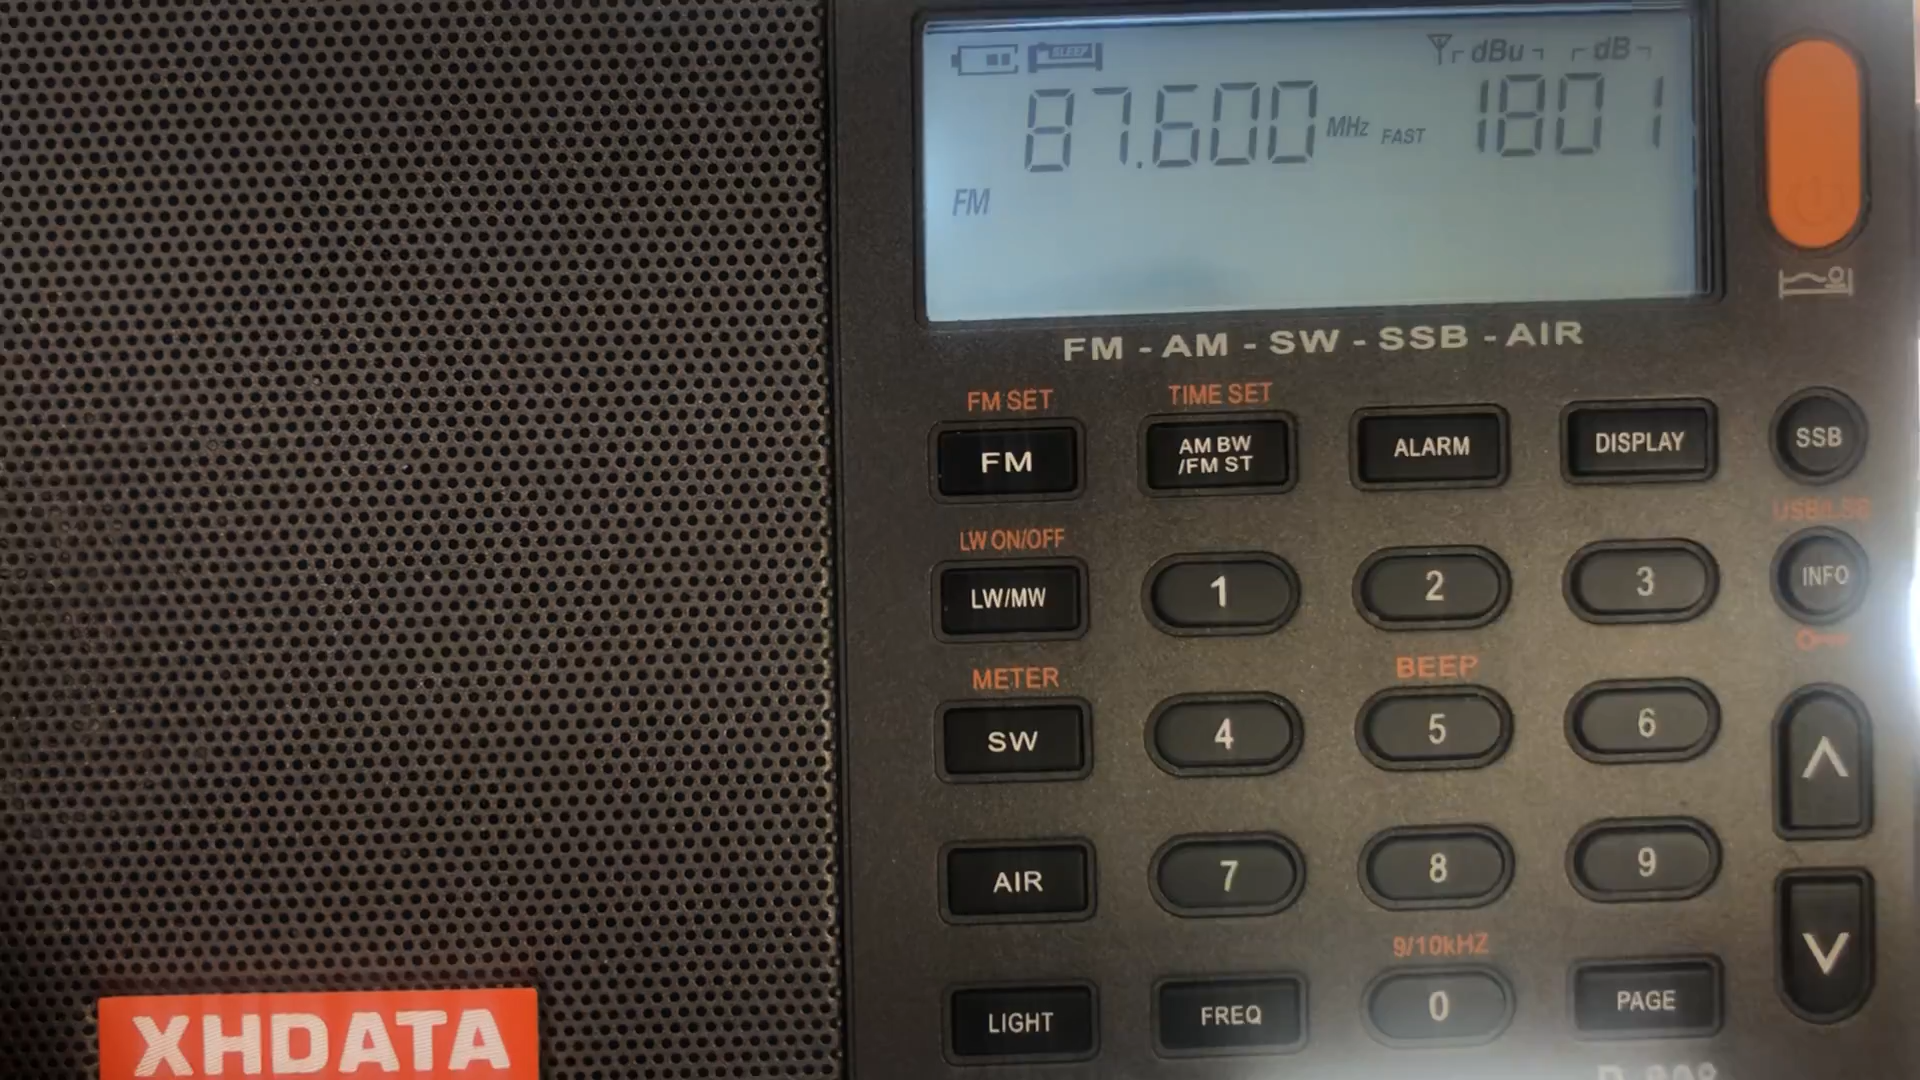 SLEEP dBu dB
87.600 MHz FAST 1801
FM
FM - AM - SW - SSB - AIR
FM SET TIME SET
FM AM BW /FM ST ALARM DISPLAY SSB
LW ON/OFF USB/LSB
LW/MW 1 2 3 INFO
METER BEEP
SW 4 5 6
AIR 7 8 9
9/10kHZ
LIGHT FREQ 0 PAGE
XHDATA
D-808